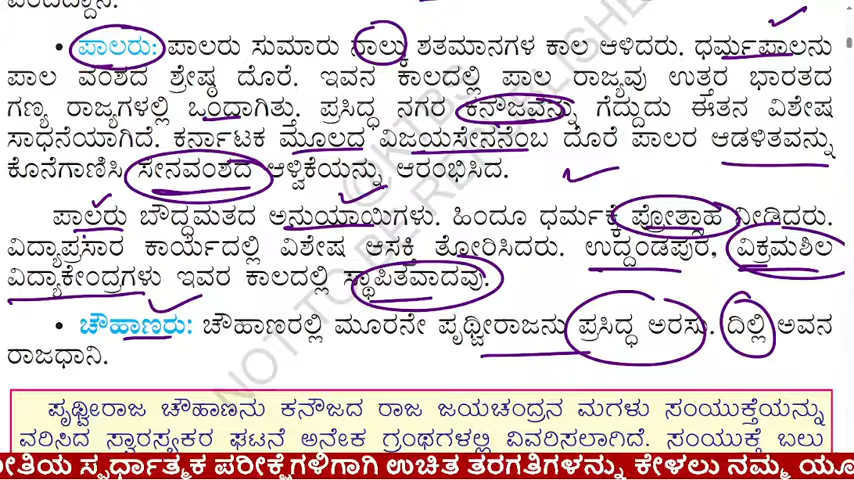 • ಪಾಲರು: ಪಾಲರು ಸುಮಾರು ನಾಲ್ಕು ಶತಮಾನಗಳ ಕಾಲ ಆಳಿದರು. ಧರ್ಮಪಾಲನು
ಪಾಲ ವಂಶದ ಶ್ರೇಷ್ಠ ದೊರೆ. ಇವನ ಕಾಲದಲ್ಲಿ ಪಾಲ ರಾಜ್ಯವು ಉತ್ತರ ಭಾರತದ
ಗಣ್ಯ ರಾಜ್ಯಗಳಲ್ಲಿ ಒಂದಾಗಿತ್ತು. ಪ್ರಸಿದ್ಧ ನಗರ ಕನೌಜವನ್ನು ಗೆದ್ದುದು ಈತನ ವಿಶೇಷ
ಸಾಧನೆಯಾಗಿದೆ. ಕರ್ನಾಟಕ ಮೂಲದ ವಿಜಯಸೇನನೆಂಬ ದೊರೆ ಪಾಲರ ಆಡಳಿತವನ್ನು
ಕೊನೆಗಾಣಿಸಿ ಸೇನವಂಶದ ಆಳ್ವಿಕೆಯನ್ನು ಆರಂಭಿಸಿದ.
ಪಾಲರು ಬೌದ್ಧಮತದ ಅನುಯಾಯಿಗಳು. ಹಿಂದೂ ಧರ್ಮಕ್ಕೆ ಪ್ರೋತ್ಸಾಹ ನೀಡಿದರು.
ವಿದ್ಯಾಪ್ರಸಾರ ಕಾರ್ಯದಲ್ಲಿ ವಿಶೇಷ ಆಸಕ್ತಿ ತೋರಿಸಿದರು. ಉದ್ದಂಡಪುರ, ವಿಕ್ರಮಶಿಲ
ವಿದ್ಯಾಕೇಂದ್ರಗಳು ಇವರ ಕಾಲದಲ್ಲಿ ಸ್ಥಾಪಿತವಾದವು.
• ಚೌಹಾಣರು: ಚೌಹಾಣರಲ್ಲಿ ಮೂರನೇ ಪೃಥ್ವೀರಾಜನು ಪ್ರಸಿದ್ಧ ಅರಸು. ದಿಲ್ಲಿ ಅವನ
ರಾಜಧಾನಿ.
ಪೃಥ್ವೀರಾಜ ಚೌಹಾಣನು ಕನೌಜದ ರಾಜ ಜಯಚಂದ್ರನ ಮಗಳು ಸಂಯುಕ್ತೆಯನ್ನು
ವರಿಸಿದ ಸ್ವಾರಸ್ಯಕರ ಘಟನೆ ಅನೇಕ ಗ್ರಂಥಗಳಲ್ಲಿ ವಿವರಿಸಲಾಗಿದೆ. ಸಂಯುಕ್ತೆ ಬಲು
ರೀತಿಯ ಸ್ಪರ್ಧಾತ್ಮಕ ಪರೀಕ್ಷೆಗಳಿಗಾಗಿ ಉಚಿತ ತರಗತಿಗಳನ್ನು ಕೇಳಲು ನಮ್ಮ ಯೂ